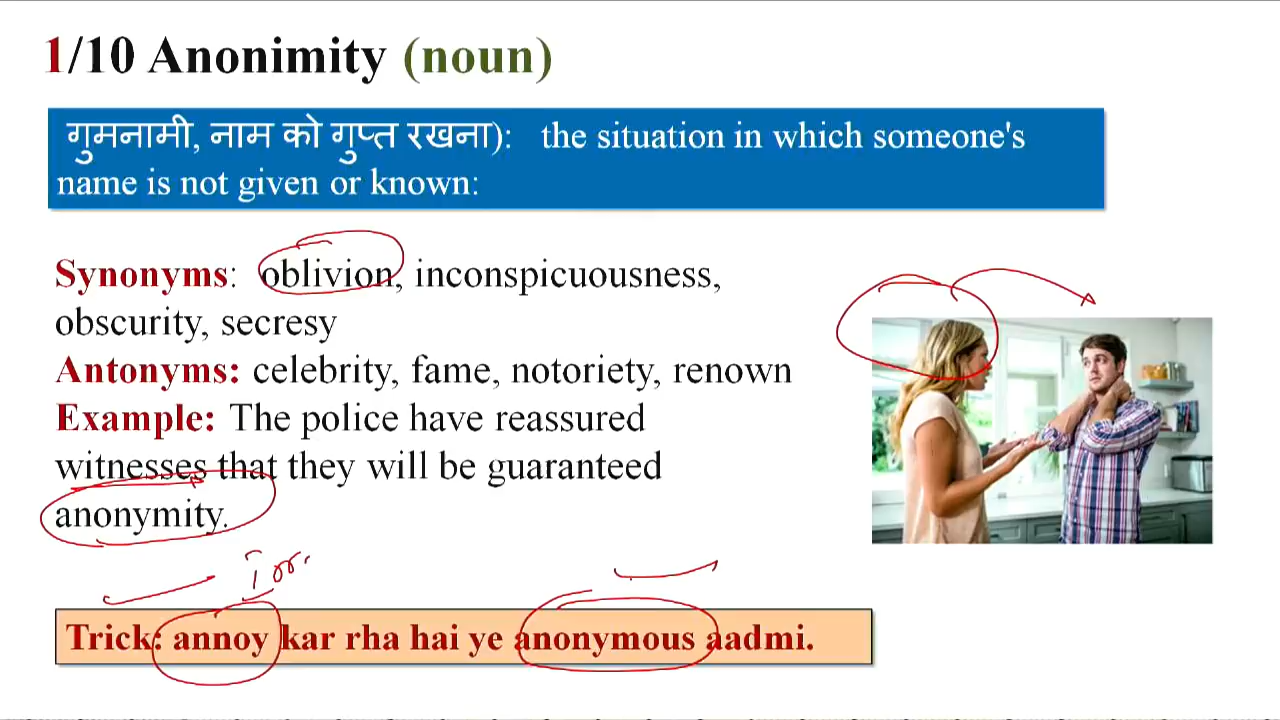 1/10 Anonimity (noun)
गुमनामी, नाम को गुप्त रखना): the situation in which someone's
name is not given or known:
Synonyms: oblivion, inconspicuousness,
obscurity, secresy
Antonyms: celebrity, fame, notoriety, renown
Example: The police have reassured
witnesses that they will be guaranteed
anonymity.
Trick: annoy kar rha hai ye anonymous aadmi.